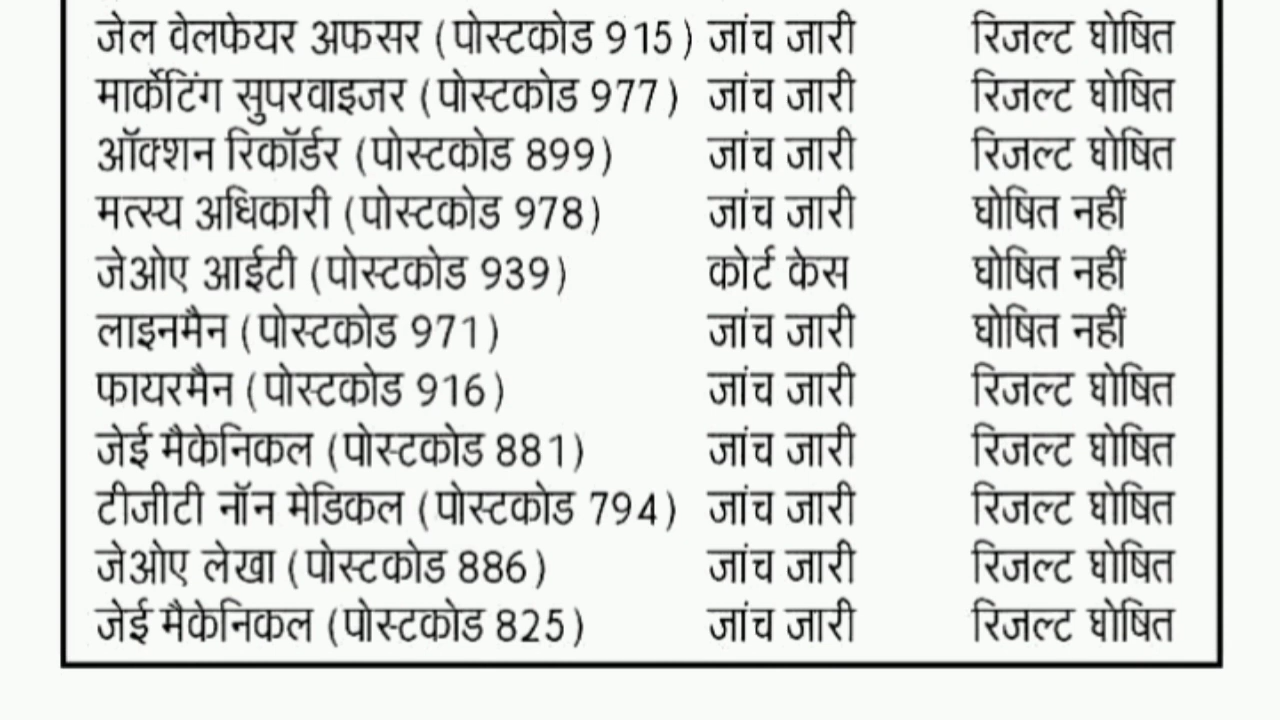 जेल वेलफेयर अफसर (पोस्टकोड 915) जांच जारी रिजल्ट घोषित
मार्केटिंग सुपरवाइजर (पोस्टकोड 977) जांच जारी रिजल्ट घोषित
ऑक्शन रिकॉर्डर (पोस्टकोड 899) जांच जारी रिजल्ट घोषित
मत्स्य अधिकारी (पोस्टकोड 978) जांच जारी घोषित नहीं
जेओए आईटी (पोस्टकोड 939) कोर्ट केस घोषित नहीं
लाइनमैन (पोस्टकोड 971) जांच जारी घोषित नहीं
फायरमैन (पोस्टकोड 916) जांच जारी रिजल्ट घोषित
जेई मैकेनिकल (पोस्टकोड 881) जांच जारी रिजल्ट घोषित
टीजीटी नॉन मेडिकल (पोस्टकोड 794) जांच जारी रिजल्ट घोषित
जेओए लेखा (पोस्टकोड 886) जांच जारी रिजल्ट घोषित
जेई मैकेनिकल (पोस्टकोड 825) जांच जारी रिजल्ट घोषित